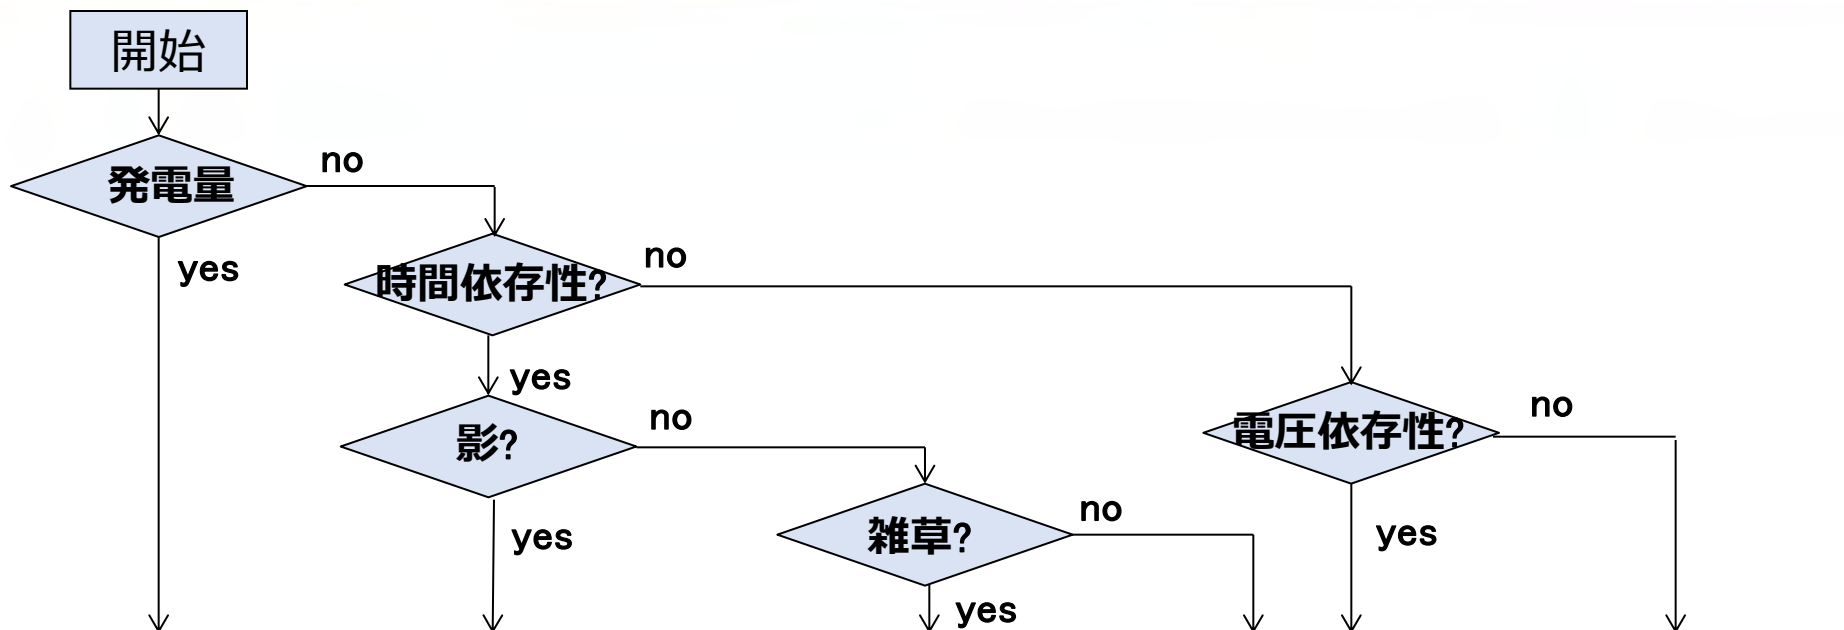 開始
発電量
no
yes
時間依存性?
no
yes
影?
no
yes
雑草?
no
yes
電圧依存性?
no
yes